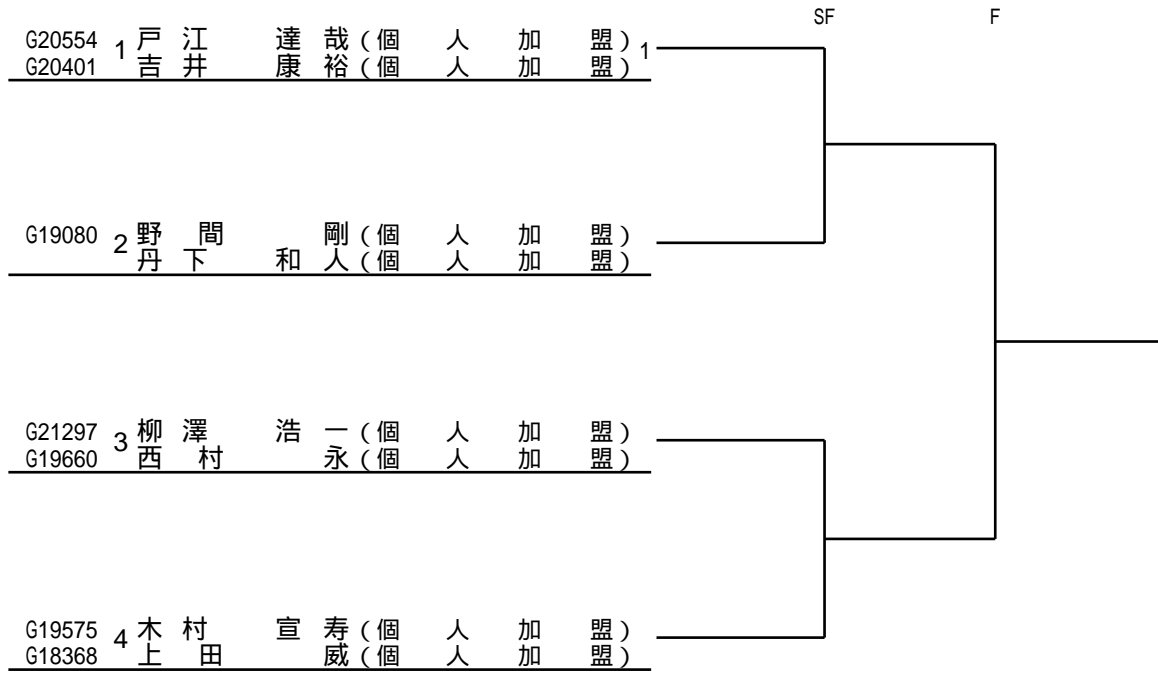 SF F
G20554 1 戸江 達哉(個人加盟) 1
G20401 吉井 康裕(個人加盟)
G19080 2 野間 剛(個人加盟)
丹下 和人(個人加盟)
G21297 3 柳澤 浩一(個人加盟)
G19660 西村 永(個人加盟)
G19575 4 木村 宣寿(個人加盟)
G18368 上田 威(個人加盟)